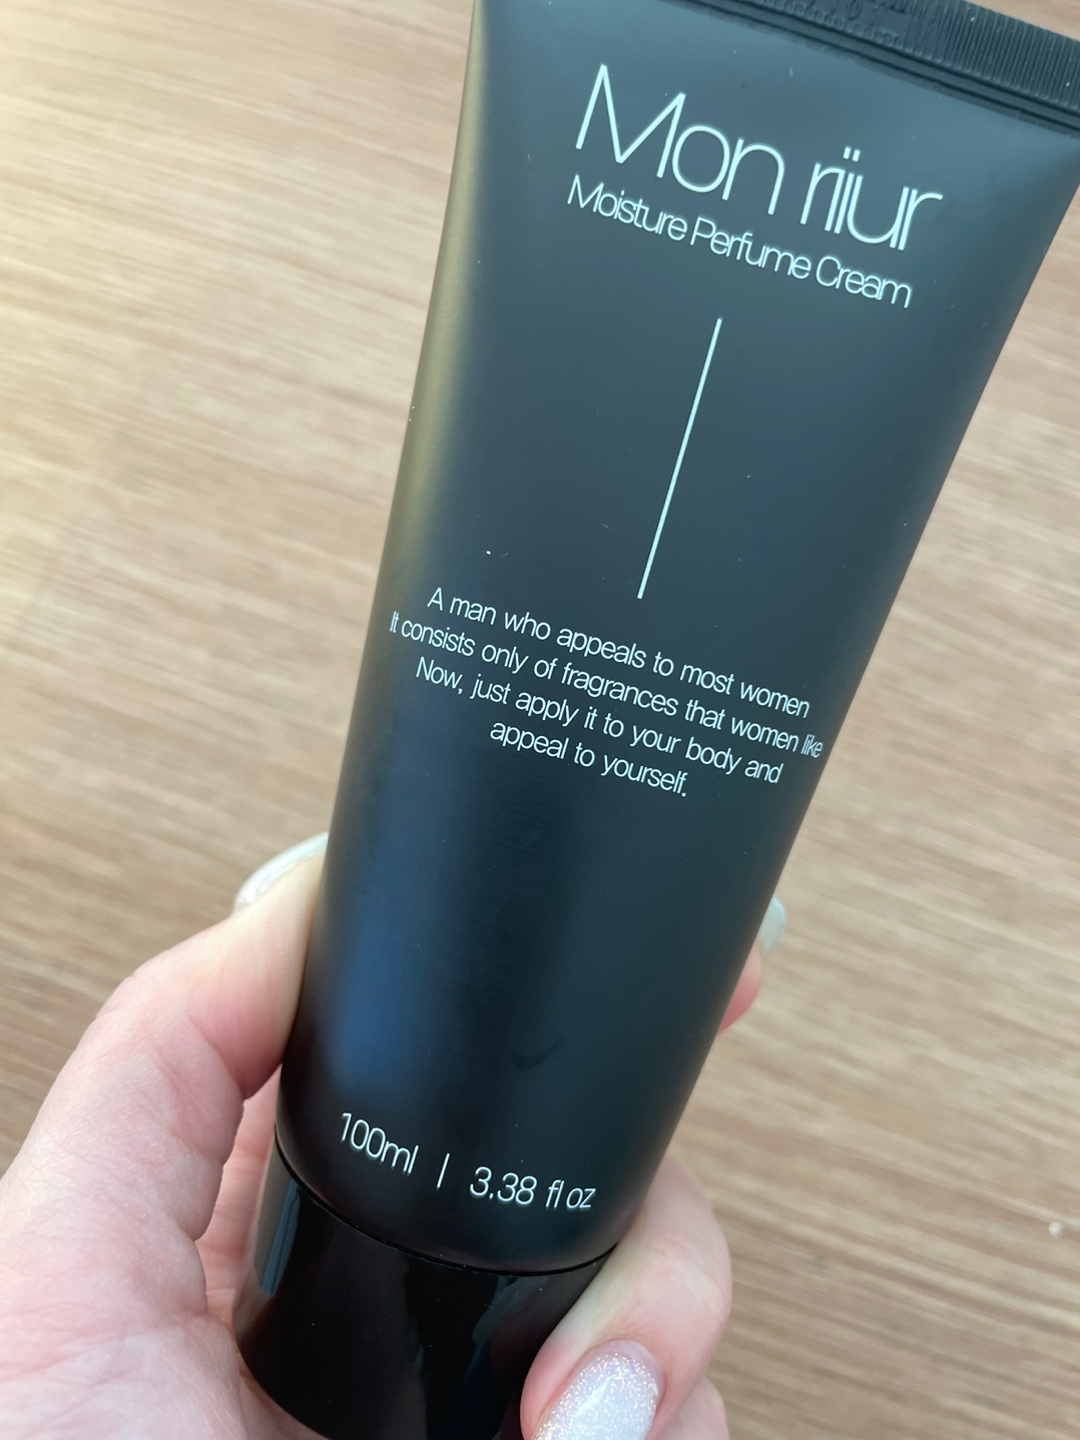 Mon rïur
Moisture Perfume Cream
A man who appeals to most women
It consists only of fragrances that women like
Now, just apply it to your body and
appeal to yourself.
100ml | 3.38 fl oz